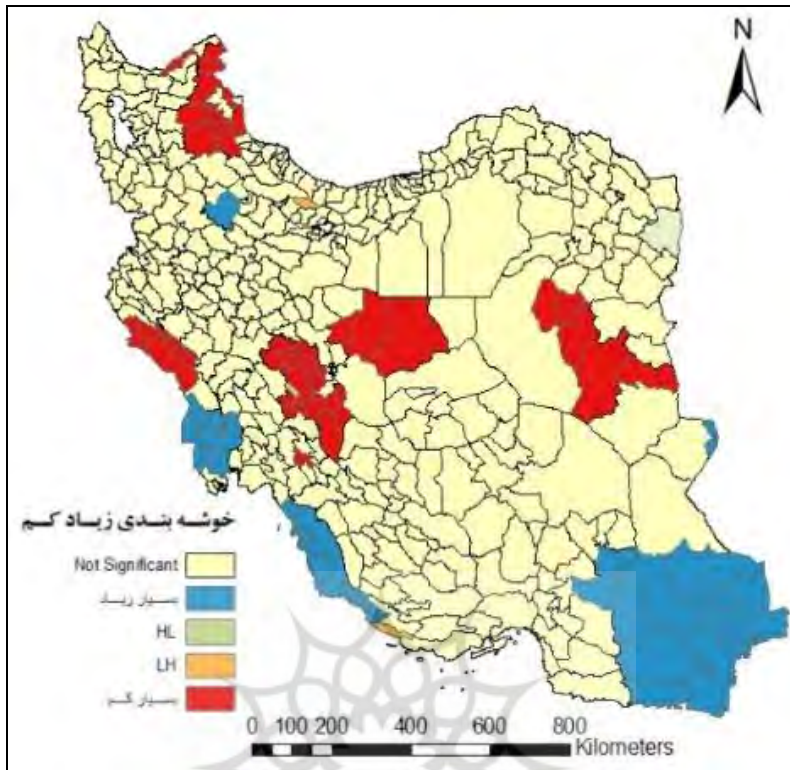 N
خوشه بندی زیاد کم
Not Significant
بسیار زیاد
HL
LH
بسیار کم
0 100 200 400 600 800
Kilometers